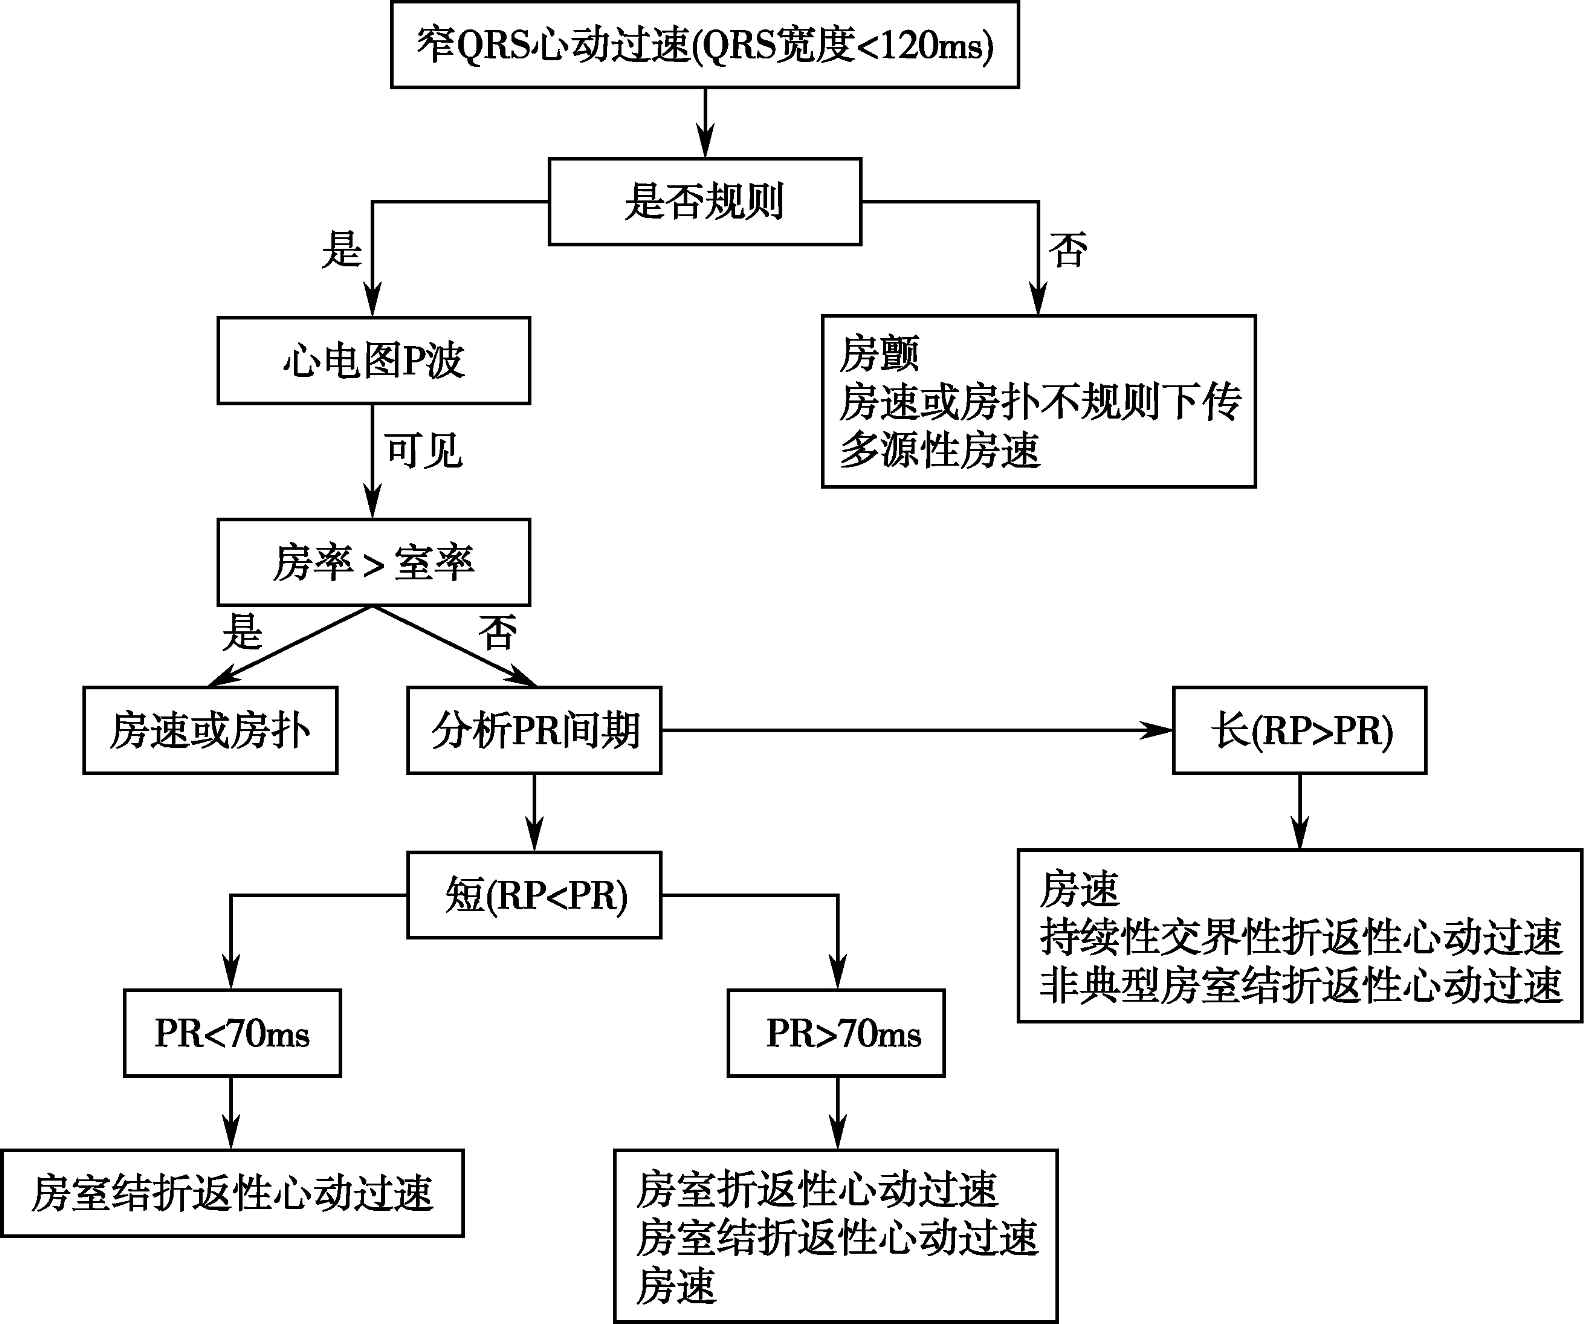 窄QRS心动过速(QRS宽度<120ms)
是否规则
是
否
心电图P波
房颤
房速或房扑不规则下传
多源性房速
可见
房率 > 室率
是
否
房速或房扑
分析PR间期
长(RP>PR)
短(RP<PR)
房速
持续性交界性折返性心动过速
非典型房室结折返性心动过速
PR<70ms
PR>70ms
房室结折返性心动过速
房室折返性心动过速
房室结折返性心动过速
房速